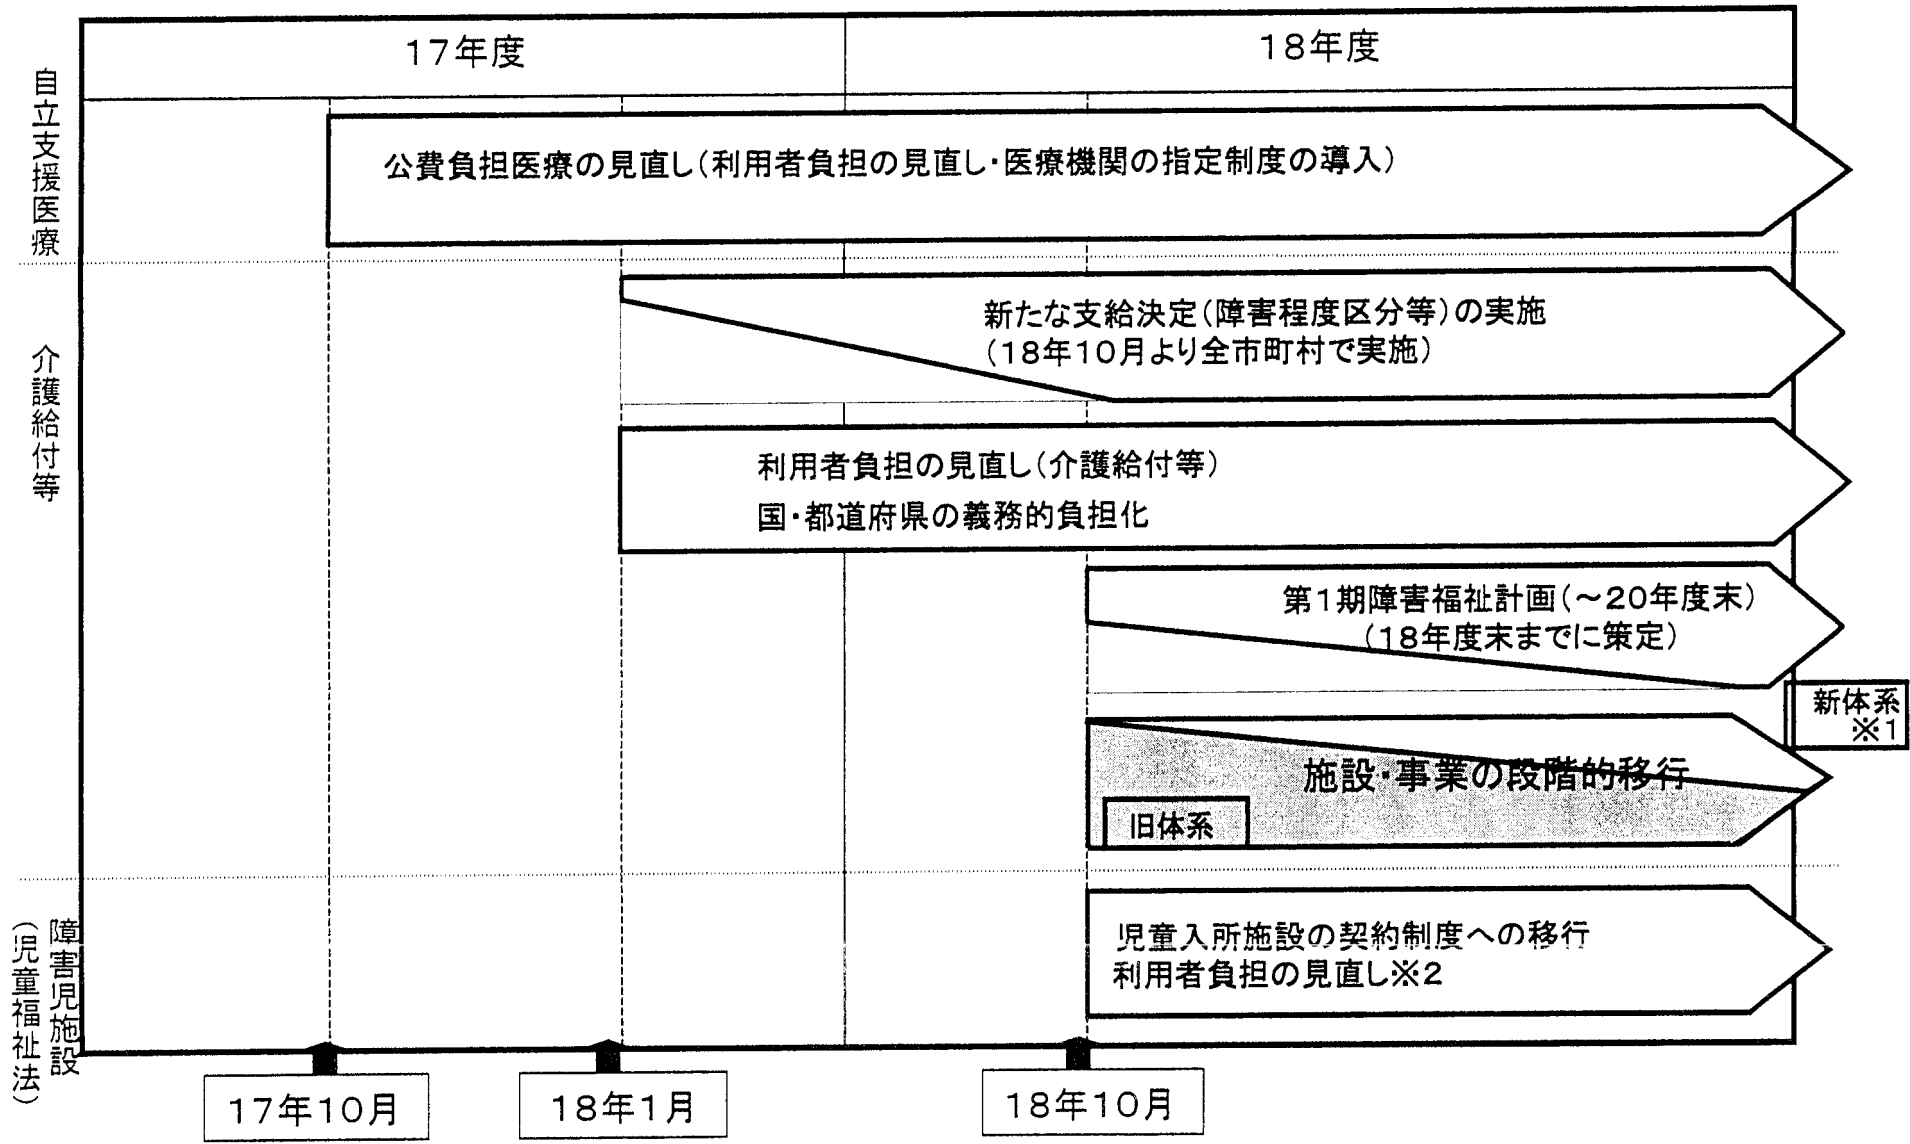 17年度
18年度
自立支援医療
公費負担医療の見直し(利用者負担の見直し・医療機関の指定制度の導入)
介護給付等
新たな支給決定(障害程度区分等)の実施
(18年10月より全市町村で実施)
利用者負担の見直し(介護給付等)
国・都道府県の義務的負担化
第1期障害福祉計画(～20年度末)
(18年度末までに策定)
新体系
※1
施設・事業の段階的移行
旧体系
障害児施設
(児童福祉法)
児童入所施設の契約制度への移行
利用者負担の見直し※2
17年10月
18年1月
18年10月